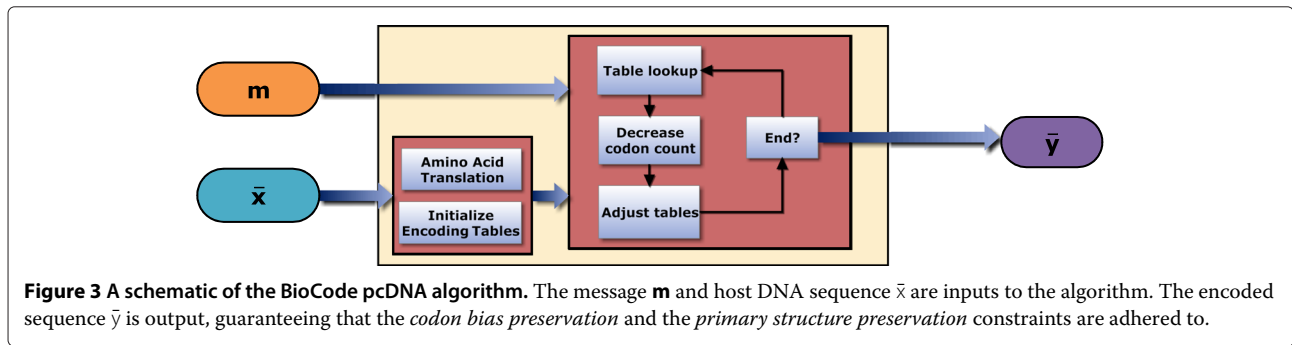 m
x̄
Amino Acid
Translation
Initialize
Encoding Tables
Table lookup
Decrease
codon count
Adjust tables
End?
ȳ
Figure 3 A schematic of the BioCode pcDNA algorithm. The message m and host DNA sequence x̄ are inputs to the algorithm. The encoded
sequence ȳ is output, guaranteeing that the codon bias preservation and the primary structure preservation constraints are adhered to.